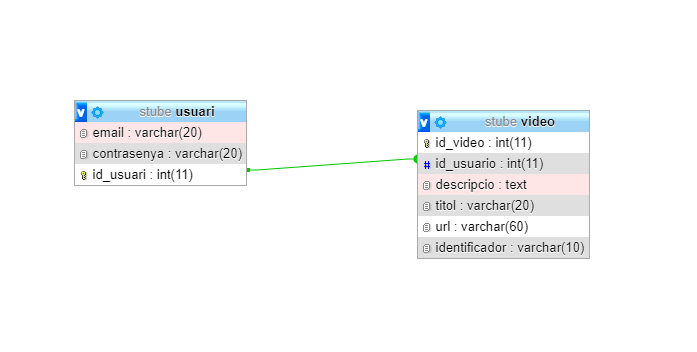 stube usuari
email : varchar(20)
contrasenya : varchar(20)
id_usuari : int(11)
stube video
id_video : int(11)
id_usuario : int(11)
descripcio : text
titol : varchar(20)
url : varchar(60)
identificador : varchar(10)